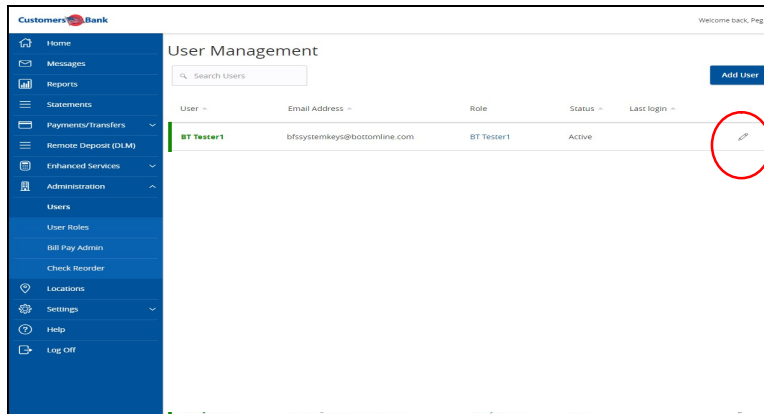 Customers Bank
Welcome back, Peg
Home
Messages
Reports
Statements
Payments/Transfers
Remote Deposit (DLM)
Enhanced Services
Administration
Users
User Roles
Bill Pay Admin
Check Reorder
Locations
Settings
Help
Log Off
User Management
Search Users
Add User
User Email Address Role Status Last login
BT Tester1 bfssystemkeys@bottomline.com BT Tester1 Active